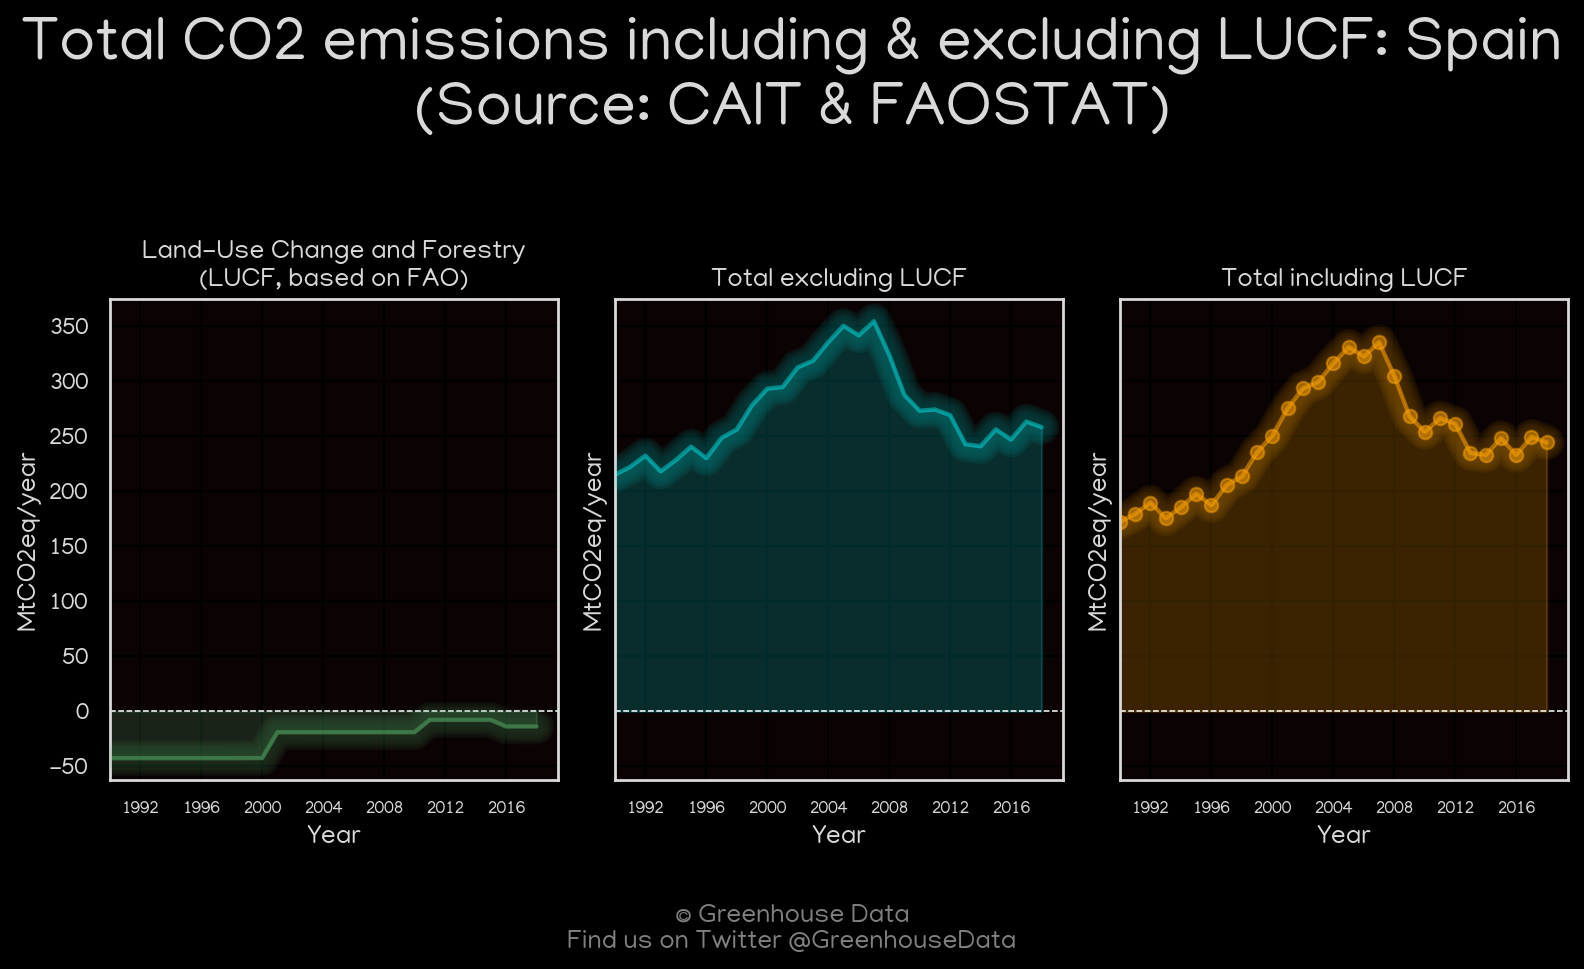 Total CO2 emissions including & excluding LUCF: Spain
(Source: CAIT & FAOSTAT)
Land-Use Change and Forestry
(LUCF, based on FAO)
Total excluding LUCF
Total including LUCF
350
300
250
200
150
100
50
0
-50
MtCO2eq/year
MtCO2eq/year
MtCO2eq/year
1992 1996 2000 2004 2008 2012 2016
1992 1996 2000 2004 2008 2012 2016
1992 1996 2000 2004 2008 2012 2016
Year
Year
Year
© Greenhouse Data
Find us on Twitter @GreenhouseData